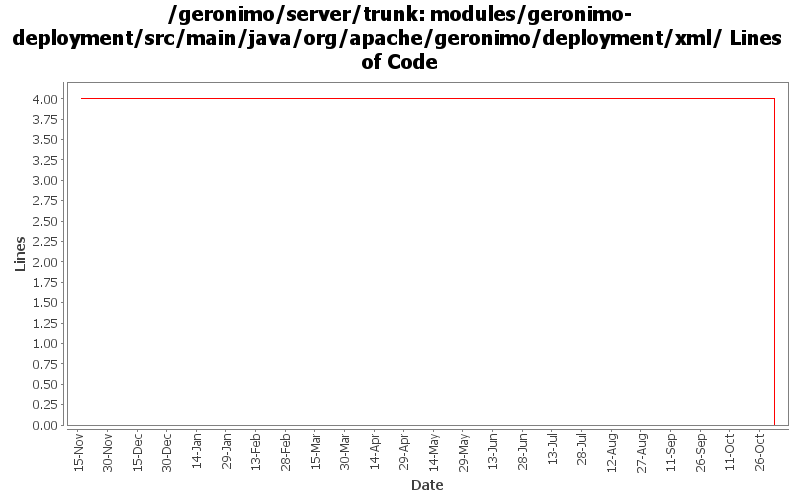 /geronimo/server/trunk: modules/geronimo-
deployment/src/main/java/org/apache/geronimo/deployment/xml/ Lines
of Code
4.00
3.75
3.50
3.25
3.00
2.75
2.50
2.25
2.00
1.75
1.50
1.25
1.00
0.75
0.50
0.25
0.00
Lines
15-Nov
30-Nov
15-Dec
30-Dec
14-Jan
29-Jan
13-Feb
28-Feb
15-Mar
30-Mar
14-Apr
29-Apr
14-May
29-May
13-Jun
28-Jun
13-Jul
28-Jul
12-Aug
27-Aug
11-Sep
26-Sep
11-Oct
26-Oct
Date